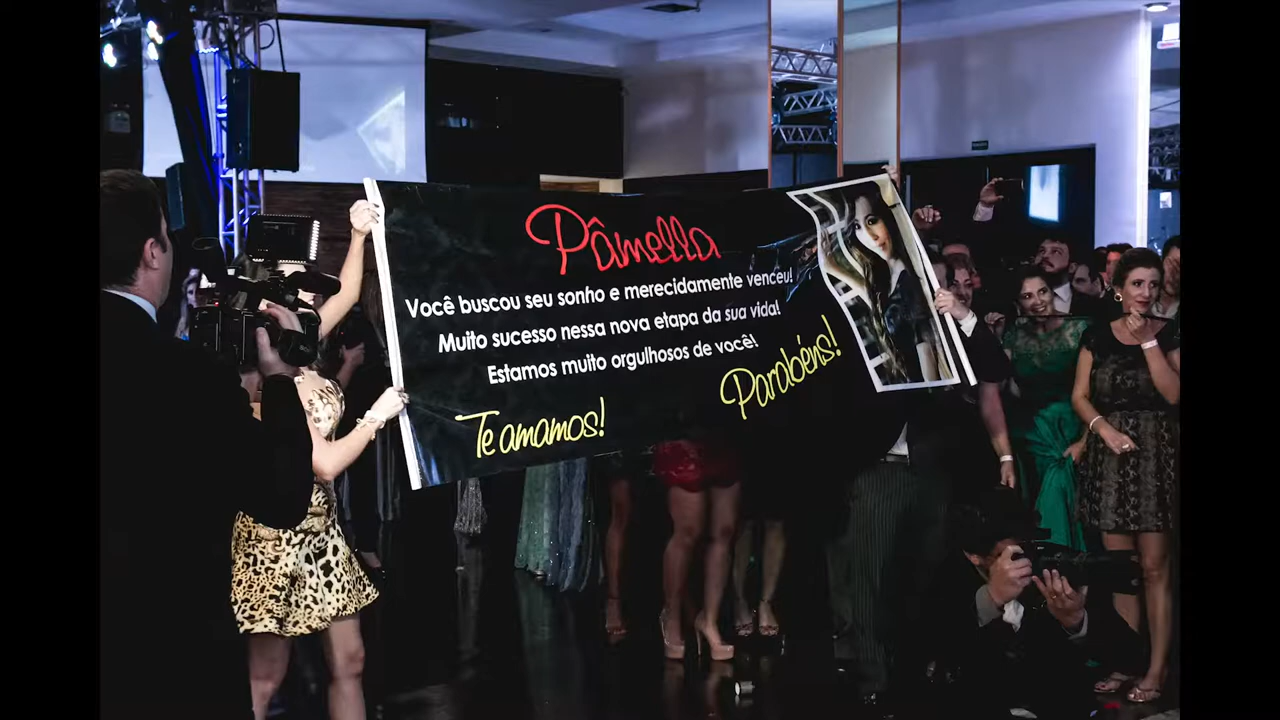 Pâmella
Você buscou seu sonho e merecidamente venceu!
Muito sucesso nessa nova etapa da sua vida!
Estamos muito orgulhosos de você!
Parabéns!
Te amamos!